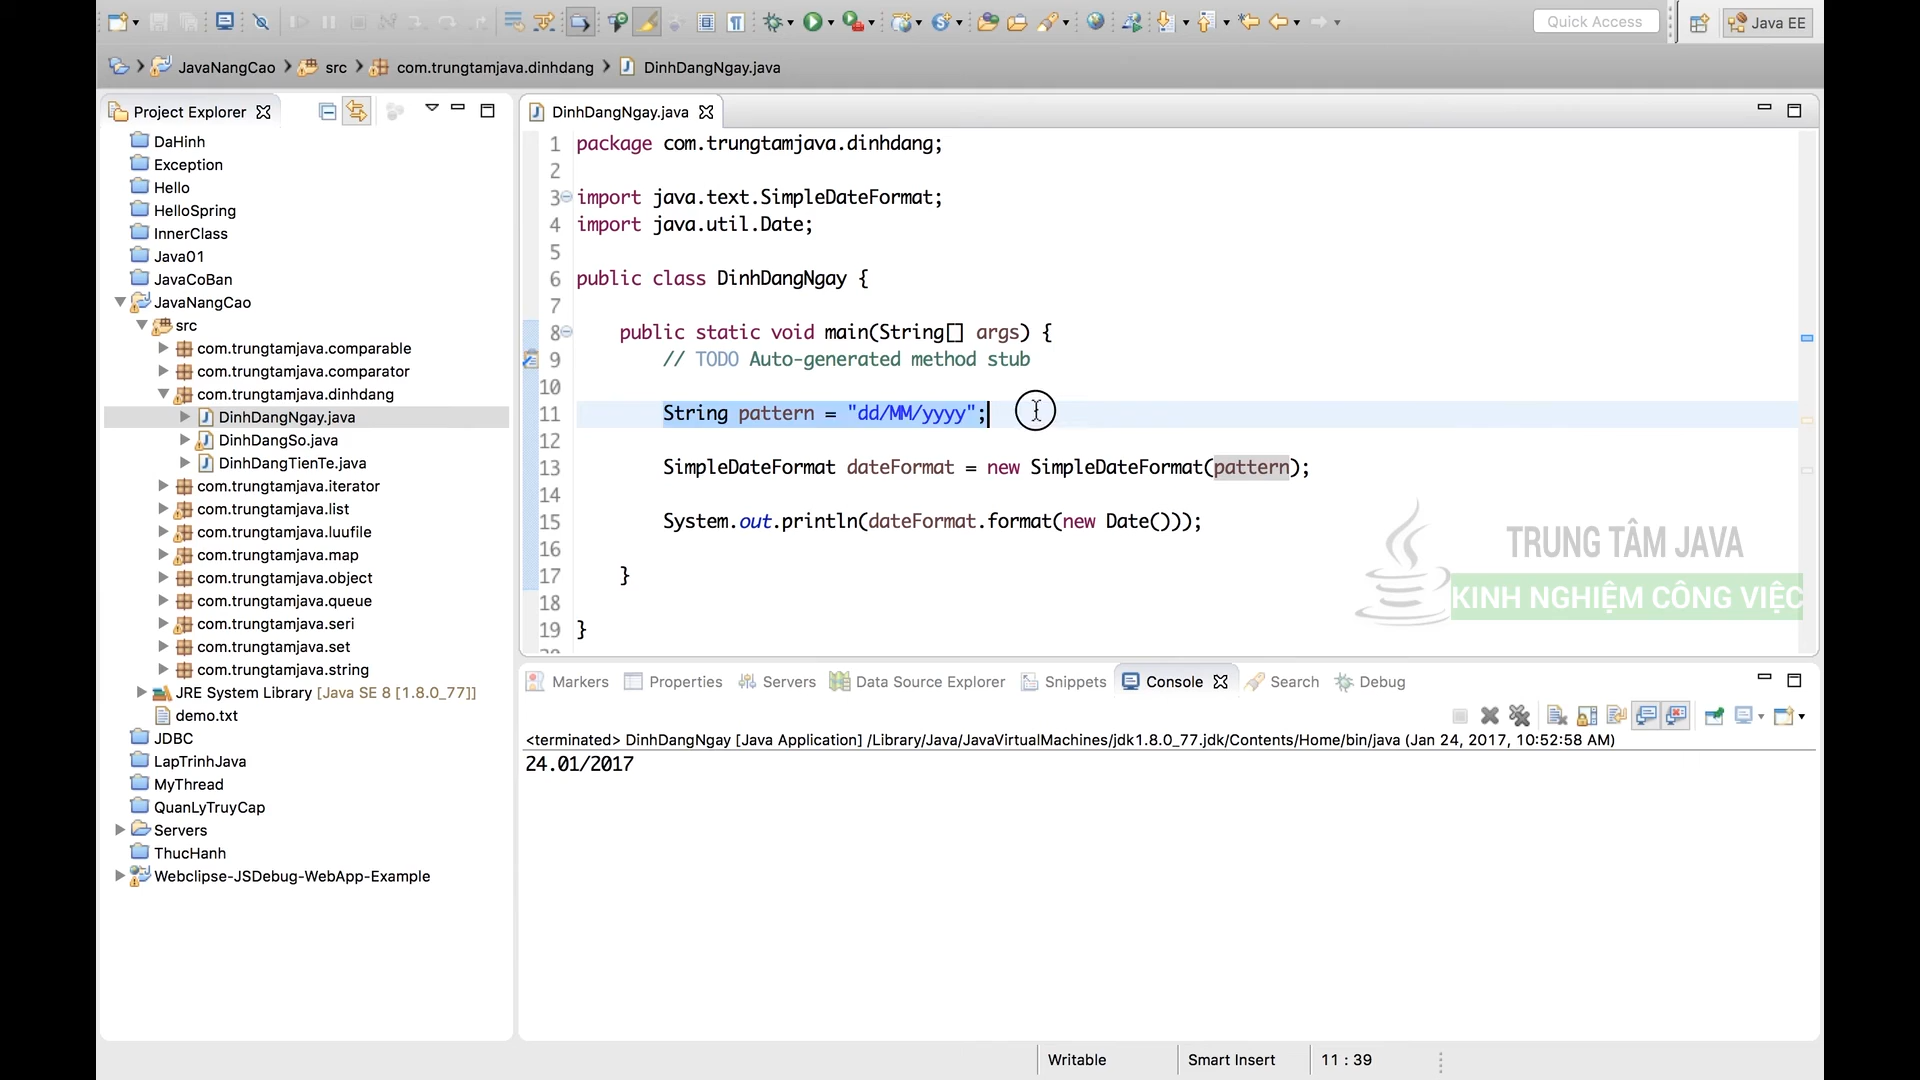 Quick Access
Java EE
JavaNangCao
src
com.trungtamjava.dinhdang
DinhDangNgay.java
Project Explorer
DaHinh
Exception
Hello
HelloSpring
InnerClass
Java01
JavaCoBan
JavaNangCao
src
com.trungtamjava.comparable
com.trungtamjava.comparator
com.trungtamjava.dinhdang
DinhDangNgay.java
DinhDangSo.java
DinhDangTienTe.java
com.trungtamjava.iterator
com.trungtamjava.list
com.trungtamjava.luufile
com.trungtamjava.map
com.trungtamjava.object
com.trungtamjava.queue
com.trungtamjava.seri
com.trungtamjava.set
com.trungtamjava.string
JRE System Library [Java SE 8 [1.8.0_77]]
demo.txt
JDBC
LapTrinhJava
MyThread
QuanLyTruyCap
Servers
ThucHanh
Webclipse-JSDebug-WebApp-Example
DinhDangNgay.java
1 package com.trungtamjava.dinhdang;
2
3 import java.text.SimpleDateFormat;
4 import java.util.Date;
5
6 public class DinhDangNgay {
7
8 public static void main(String[] args) {
9 // TODO Auto-generated method stub
10
11 String pattern = "dd/MM/yyyy";
12
13 SimpleDateFormat dateFormat = new SimpleDateFormat(pattern);
14
15 System.out.println(dateFormat.format(new Date()));
16
17 }
18
19 }
TRUNG TÂM JAVA
KINH NGHIỆM CÔNG VIỆC
Markers Properties Servers Data Source Explorer Snippets Console Search Debug
<terminated> DinhDangNgay [Java Application] /Library/Java/JavaVirtualMachines/jdk1.8.0_77.jdk/Contents/Home/bin/java (Jan 24, 2017, 10:52:58 AM)
24.01/2017
Writable Smart Insert 11 : 39